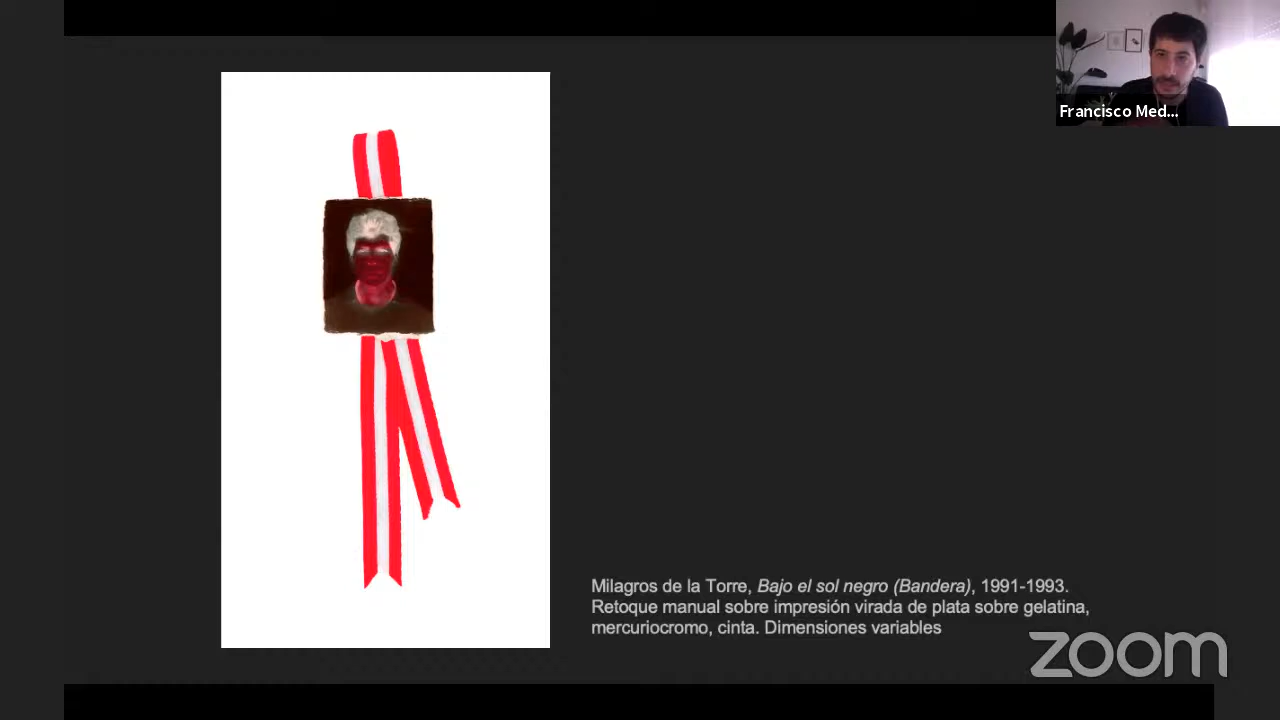 Francisco Med...
Milagros de la Torre, Bajo el sol negro (Bandera), 1991-1993.
Retoque manual sobre impresión virada de plata sobre gelatina,
mercuriocromo, cinta. Dimensiones variables
zoom